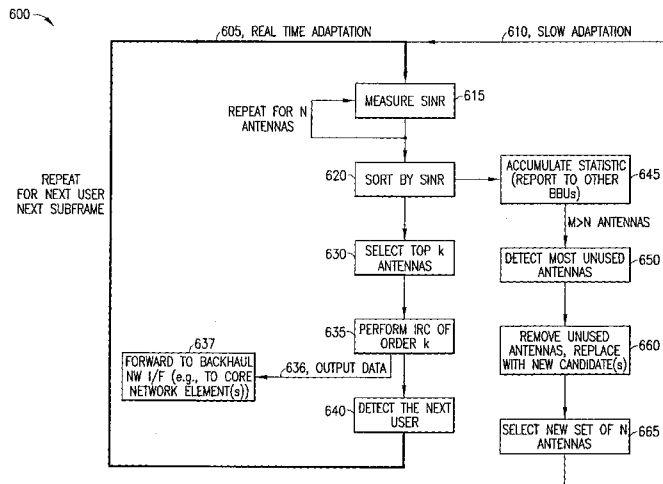 600
605, REAL TIME ADAPTATION
610, SLOW ADAPTATION
MEASURE SINR
615
REPEAT FOR N
ANTENNAS
REPEAT
FOR NEXT USER
NEXT SUBFRAME
620
SORT BY SINR
ACCUMULATE STATISTIC
(REPORT TO OTHER
BBUs)
645
M>N ANTENNAS
630
SELECT TOP k
ANTENNAS
DETECT MOST UNUSED
ANTENNAS
650
635
PERFORM IRC OF
ORDER k
637
FORWARD TO BACKHAUL
NW I/F (e.g., TO CORE
NETWORK ELEMENT(s))
636, OUTPUT DATA
REMOVE UNUSED
ANTENNAS, REPLACE
WITH NEW CANDIDATE(s)
660
640
DETECT THE NEXT
USER
SELECT NEW SET OF N
ANTENNAS
665